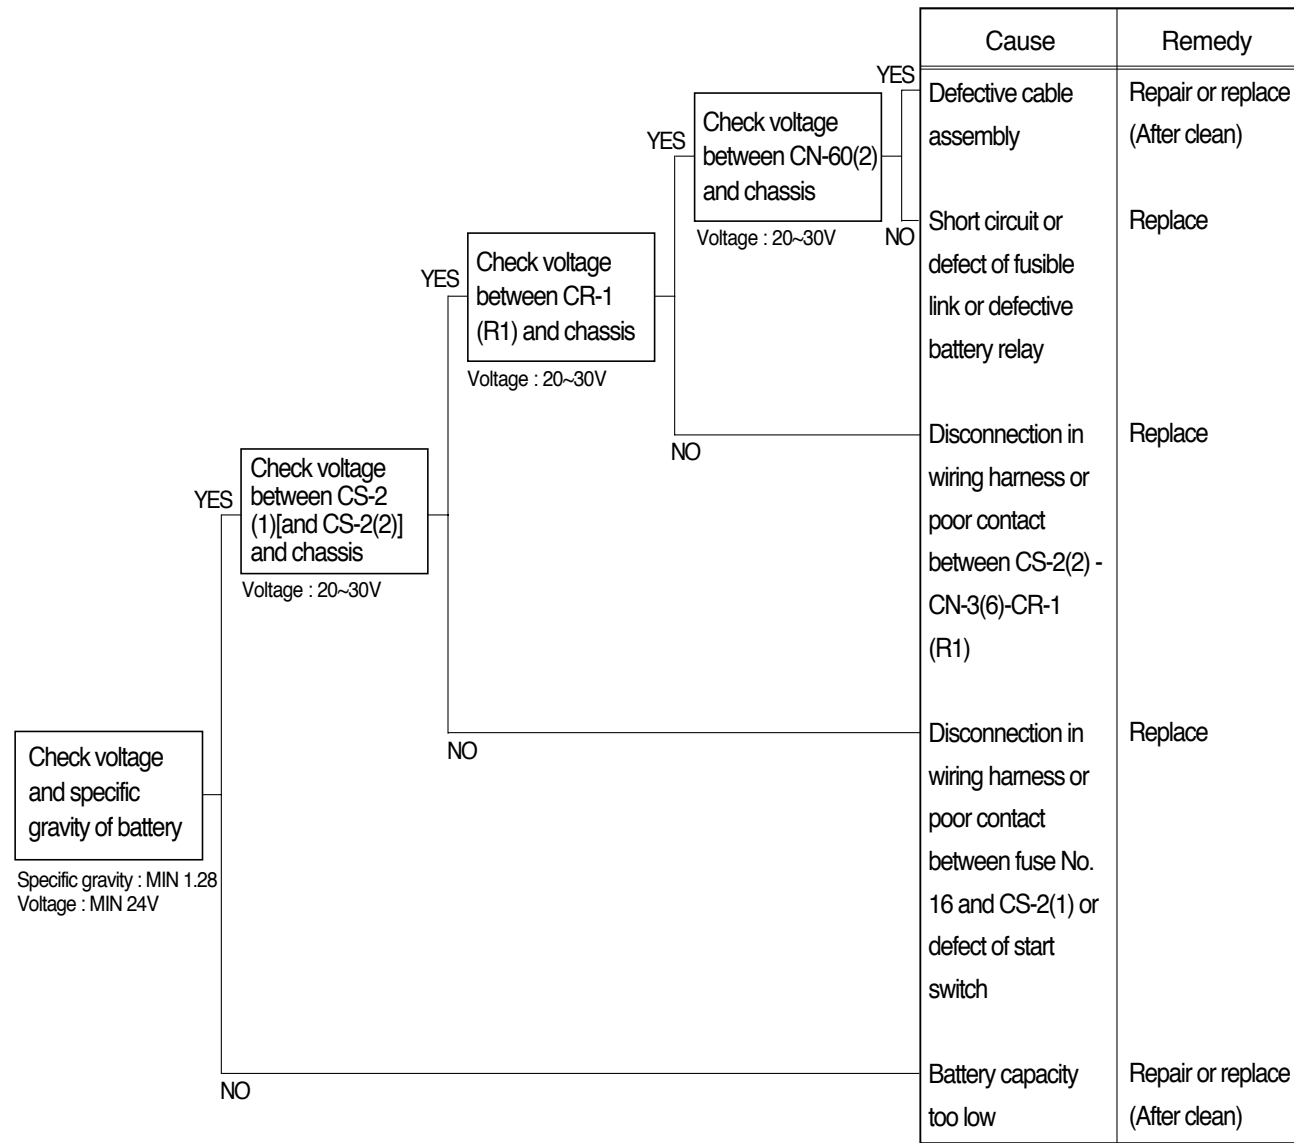 Cause
Remedy
YES
Defective cable
assembly
Repair or replace
(After clean)
YES
Check voltage
between CN-60(2)
and chassis
Voltage : 20~30V
NO
Short circuit or
defect of fusible
link or defective
battery relay
Replace
YES
Check voltage
between CR-1
(R1) and chassis
Voltage : 20~30V
NO
Disconnection in
wiring harness or
poor contact
between CS-2(2) -
CN-3(6)-CR-1
(R1)
Replace
YES
Check voltage
between CS-2
(1)[and CS-2(2)]
and chassis
Voltage : 20~30V
NO
Disconnection in
wiring harness or
poor contact
between fuse No.
16 and CS-2(1) or
defect of start
switch
Replace
Check voltage
and specific
gravity of battery
Specific gravity : MIN 1.28
Voltage : MIN 24V
NO
Battery capacity
too low
Repair or replace
(After clean)